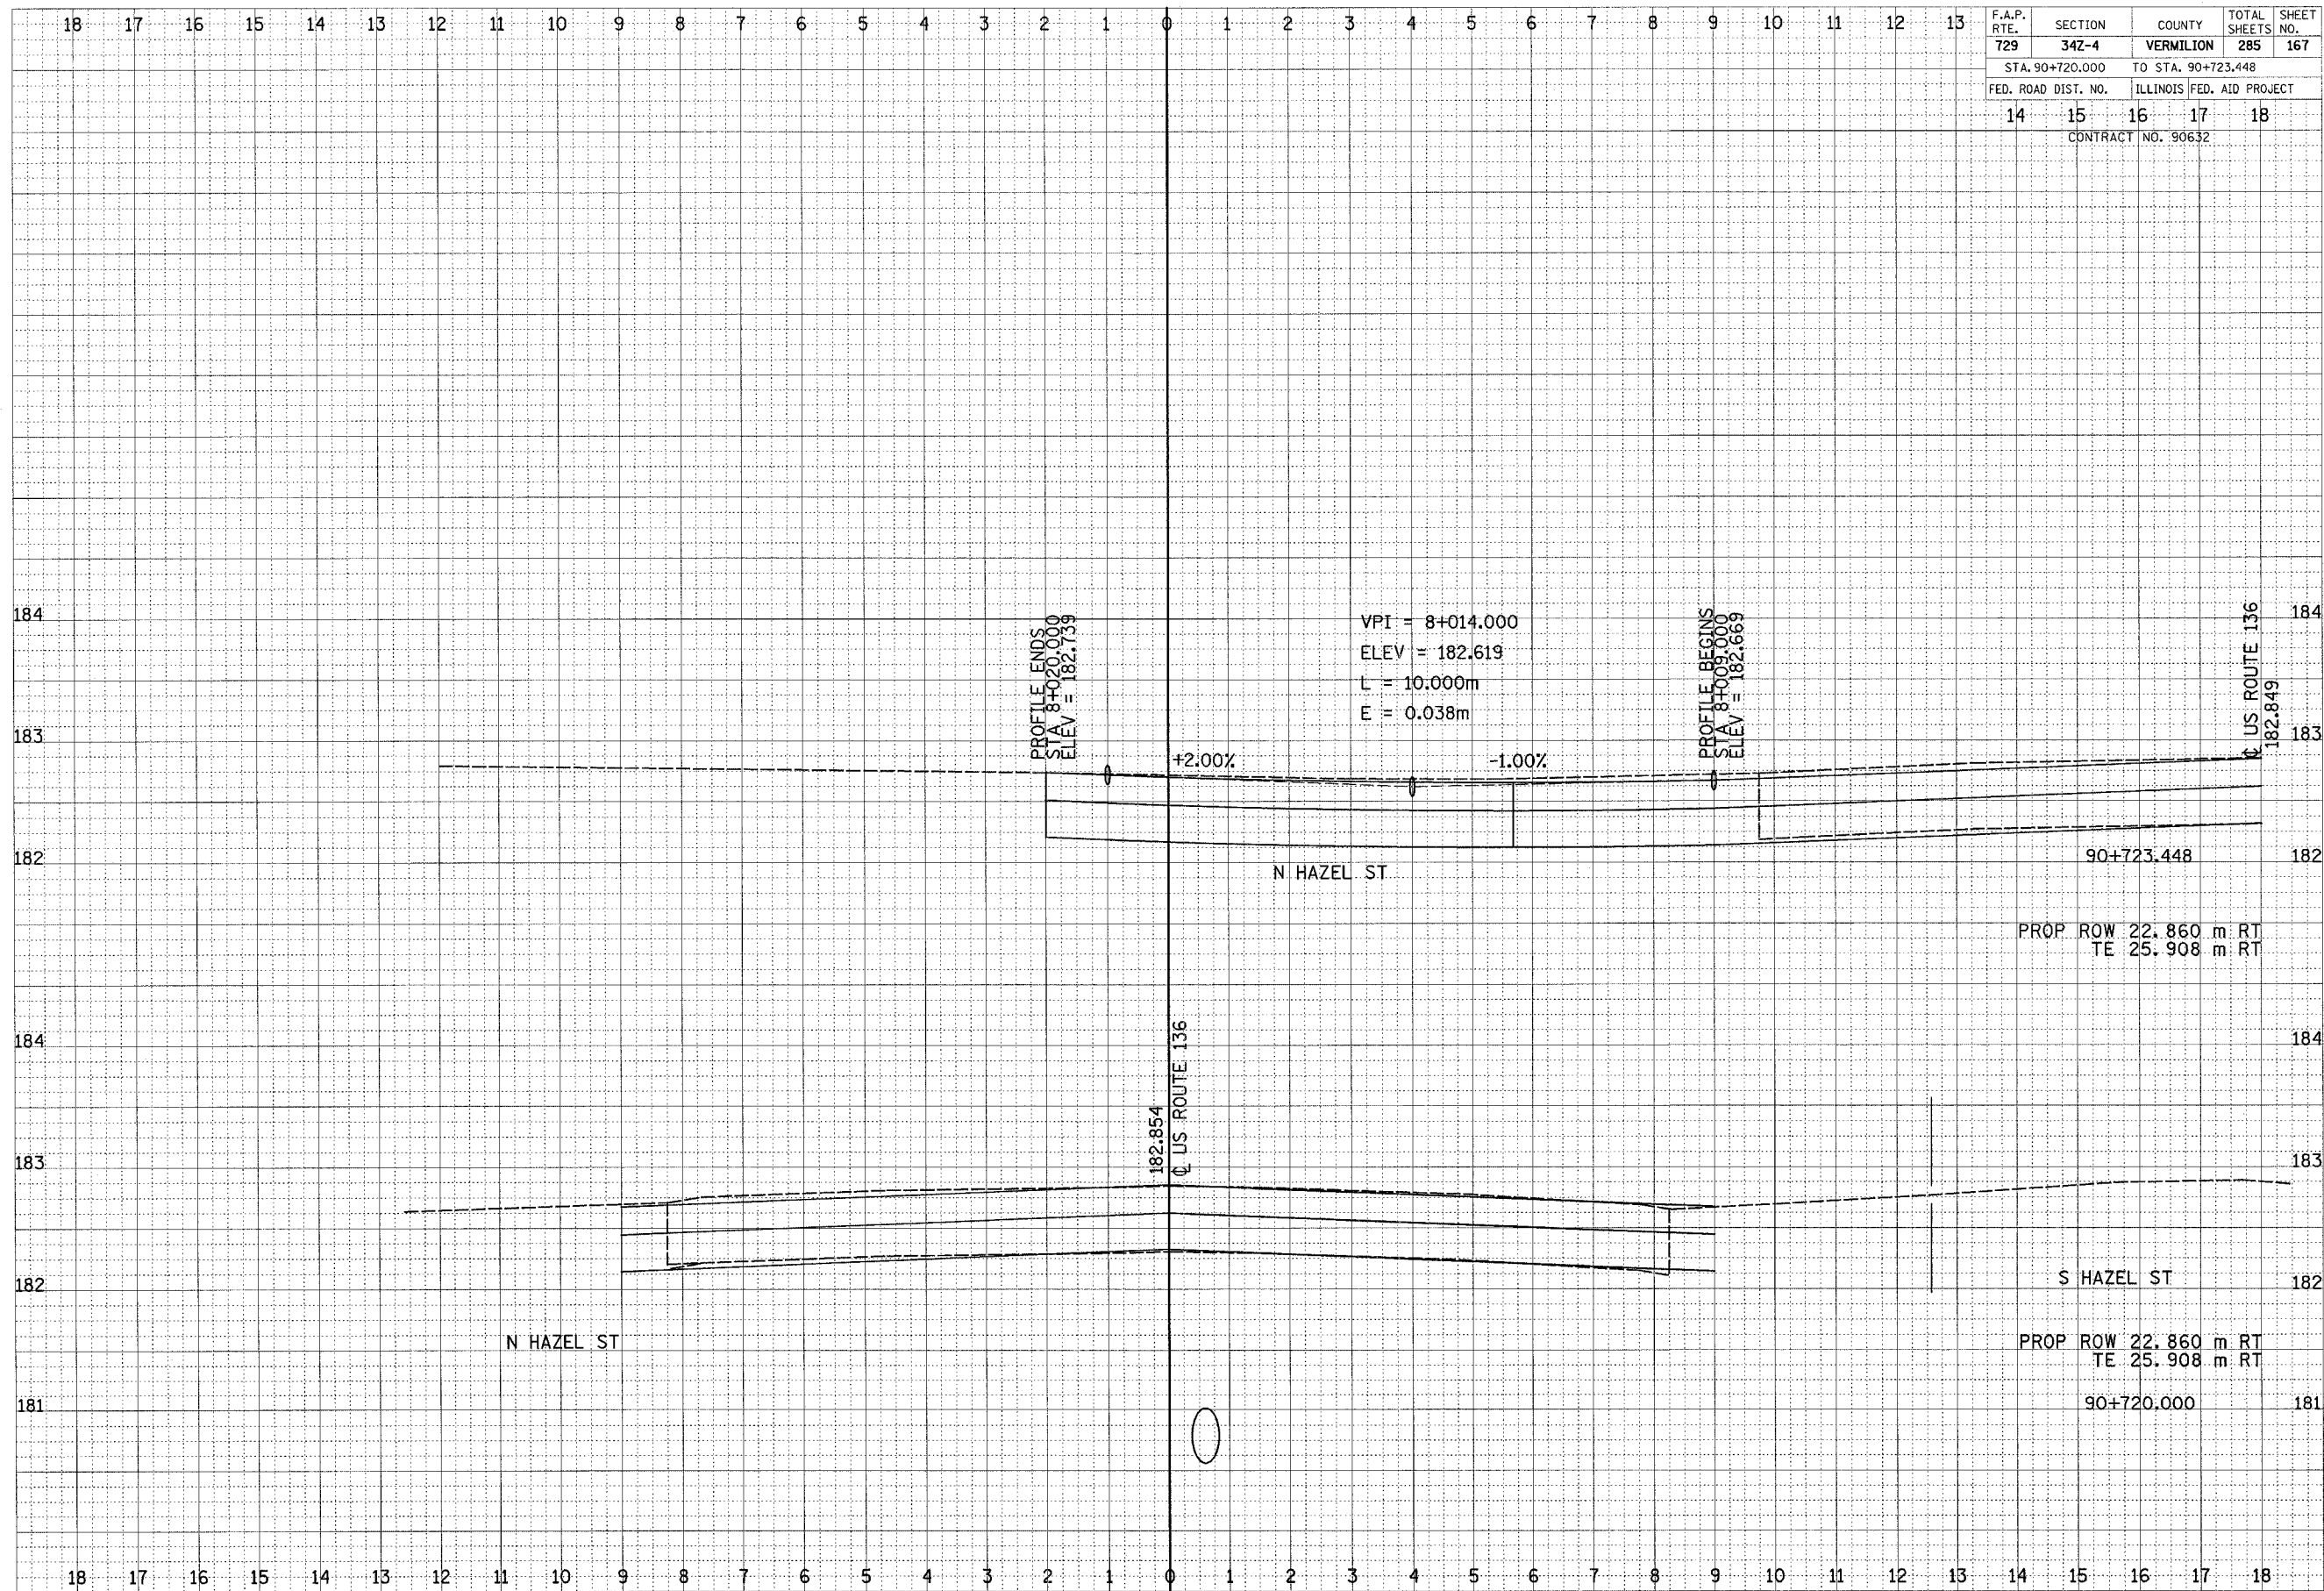 18 17 16 15 14 13 12 11 10 9 8 7 6 5 4 3 2 1 0 1 2 3 4 5 6 7 8 9 10 11 12 13
F.A.P. RTE. SECTION COUNTY TOTAL SHEETS SHEET NO.
729 34Z-4 VERMILION 285 167
STA. 90+720.000 TO STA. 90+723.448
FED. ROAD DIST. NO. ILLINOIS FED. AID PROJECT
14 15 16 17 18
CONTRACT NO. 90632
184
183
182
PROFILE ENDS
STA 8+020.000
ELEV = 182.739
VPI = 8+014.000
ELEV = 182.619
L = 10.000m
E = 0.038m
+2.00%
-1.00%
PROFILE BEGINS
STA 8+009.000
ELEV = 182.669
℄ US ROUTE 136
182.849
184
183
182
N HAZEL ST
90+723.448
PROP ROW 22.860 m RT
TE 25.908 m RT
184
183
182
181
182.854
℄ US ROUTE 136
184
183
182
181
N HAZEL ST
S HAZEL ST
PROP ROW 22.860 m RT
TE 25.908 m RT
90+720.000
18 17 16 15 14 13 12 11 10 9 8 7 6 5 4 3 2 1 0 1 2 3 4 5 6 7 8 9 10 11 12 13 14 15 16 17 18